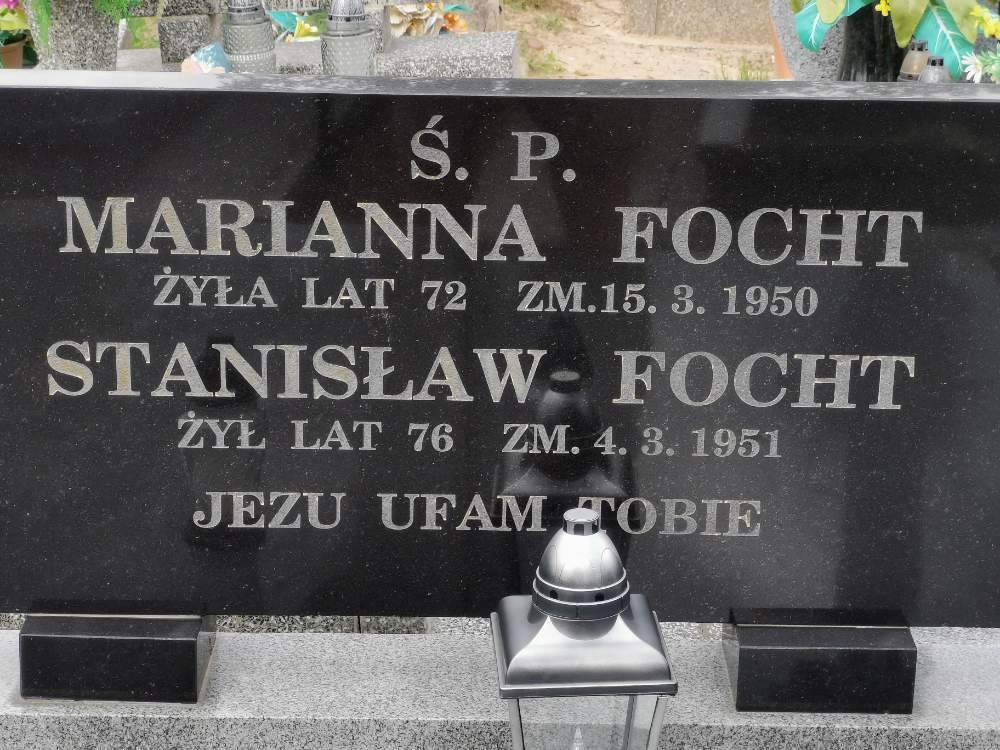 Ś. P.
MARIANNA FOCHT
ŻYŁA LAT 72 ZM.15. 3. 1950
STANISŁAW FOCHT
ŻYŁ LAT 76 ZM. 4. 3. 1951
JEZU UFAM TOBIE